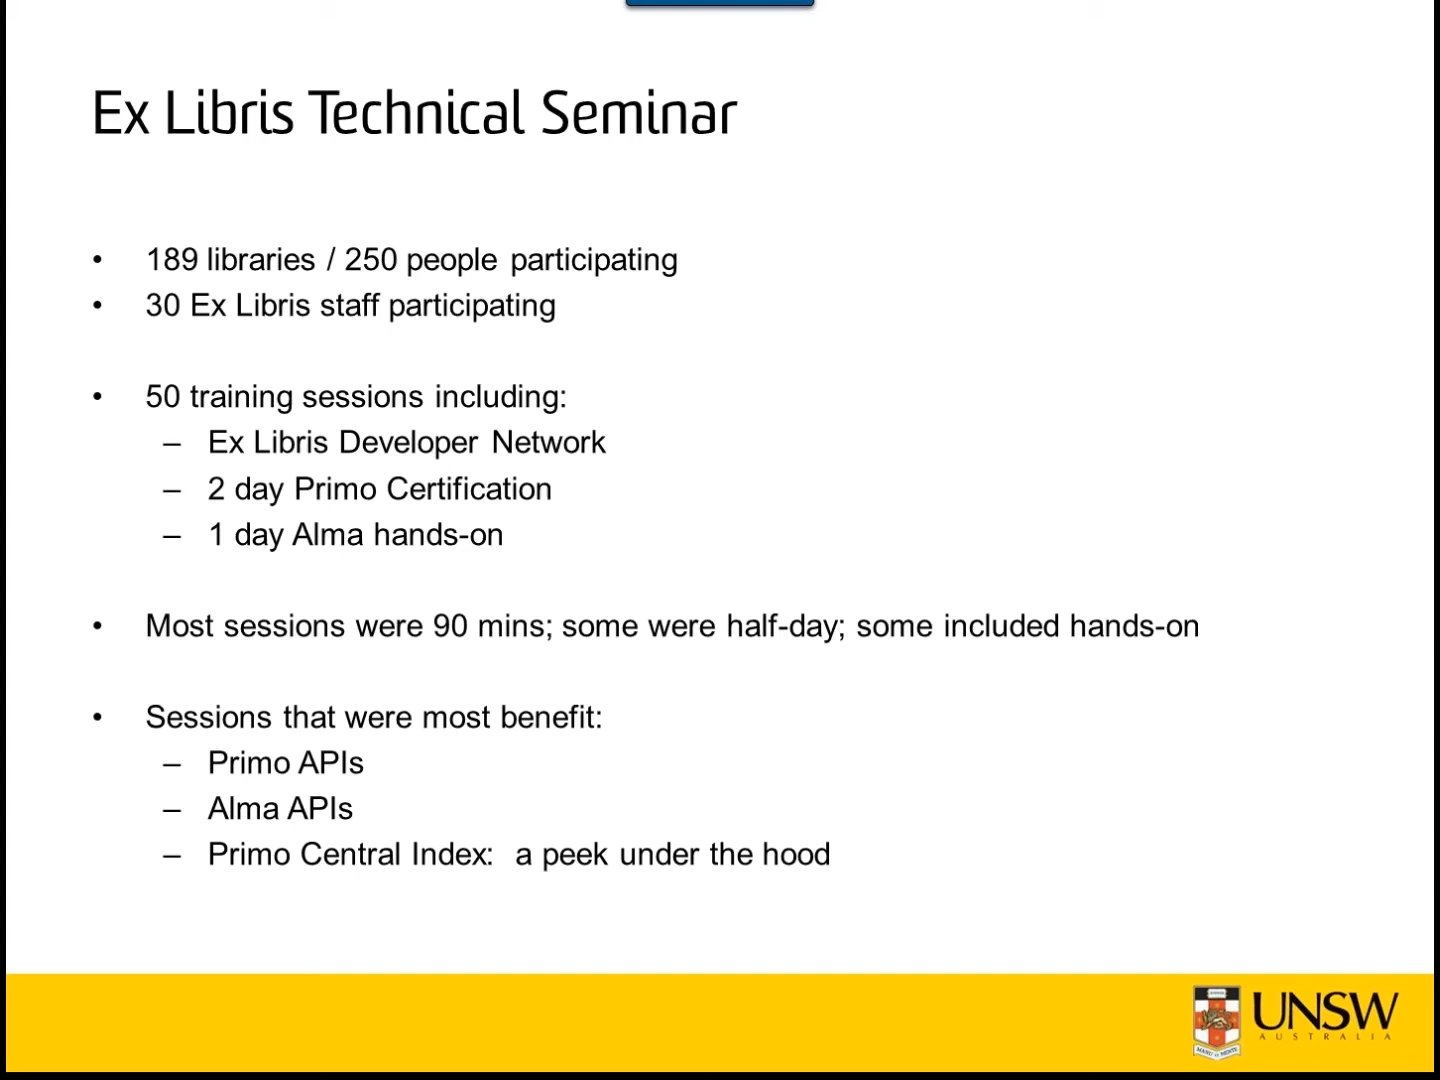 Ex Libris Technical Seminar
• 189 libraries / 250 people participating
• 30 Ex Libris staff participating
• 50 training sessions including:
– Ex Libris Developer Network
– 2 day Primo Certification
– 1 day Alma hands-on
• Most sessions were 90 mins; some were half-day; some included hands-on
• Sessions that were most benefit:
– Primo APIs
– Alma APIs
– Primo Central Index: a peek under the hood
UNSW
AUSTRALIA